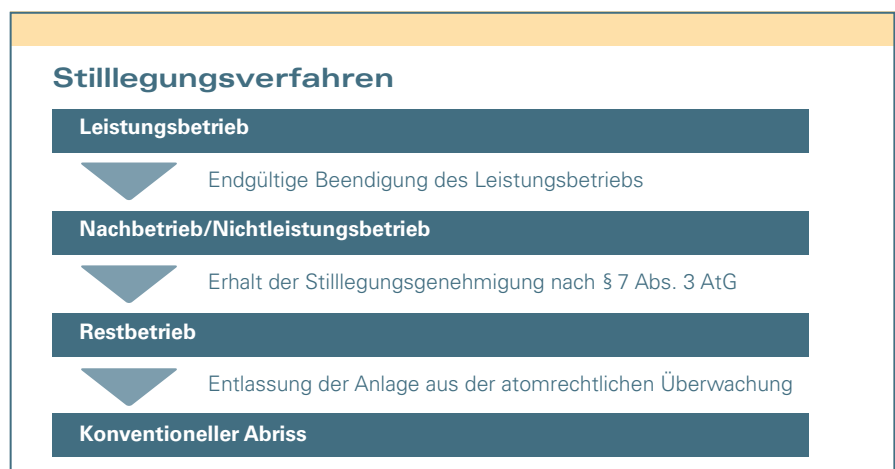 Stilllegungsverfahren
Leistungsbetrieb
Endgültige Beendigung des Leistungsbetriebs
Nachbetrieb/Nichtleistungsbetrieb
Erhalt der Stilllegungsgenehmigung nach § 7 Abs. 3 AtG
Restbetrieb
Entlassung der Anlage aus der atomrechtlichen Überwachung
Konventioneller Abriss